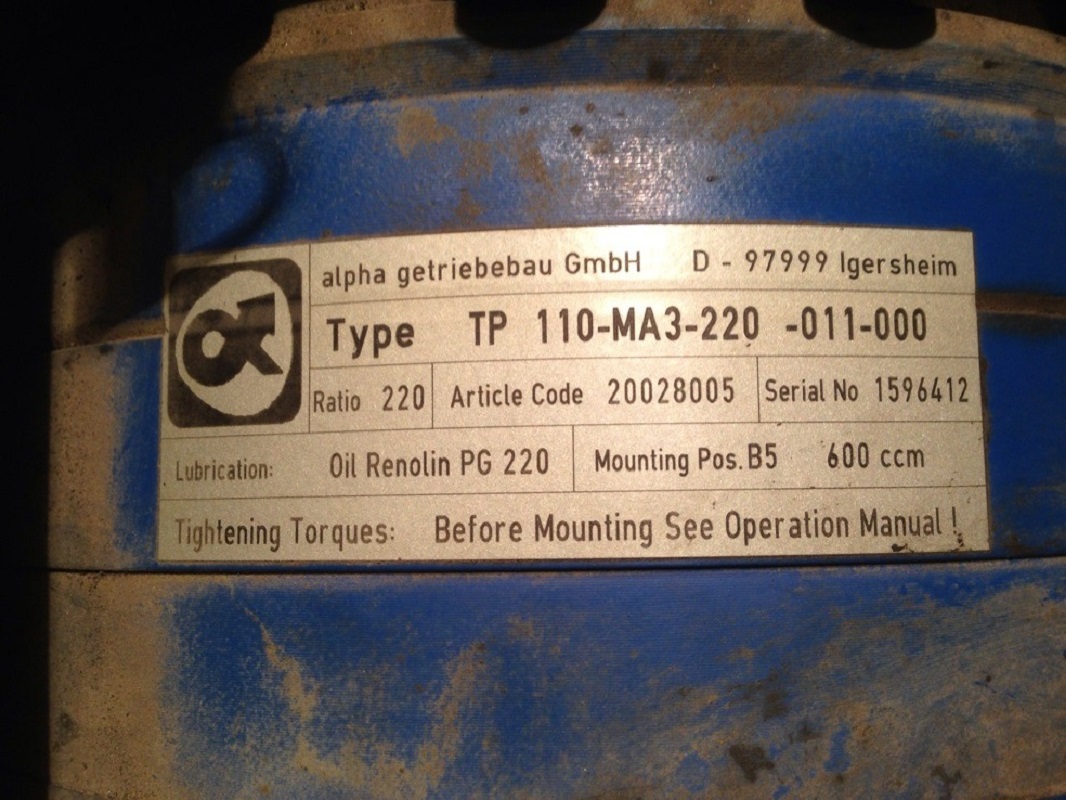 alpha getriebebau GmbH D - 97999 Igersheim
Type TP 110-MA3-220 -011-000
Ratio 220 Article Code 20028005 Serial No 1596412
Lubrication: Oil Renolin PG 220 Mounting Pos. B5 600 ccm
Tightening Torques: Before Mounting See Operation Manual !